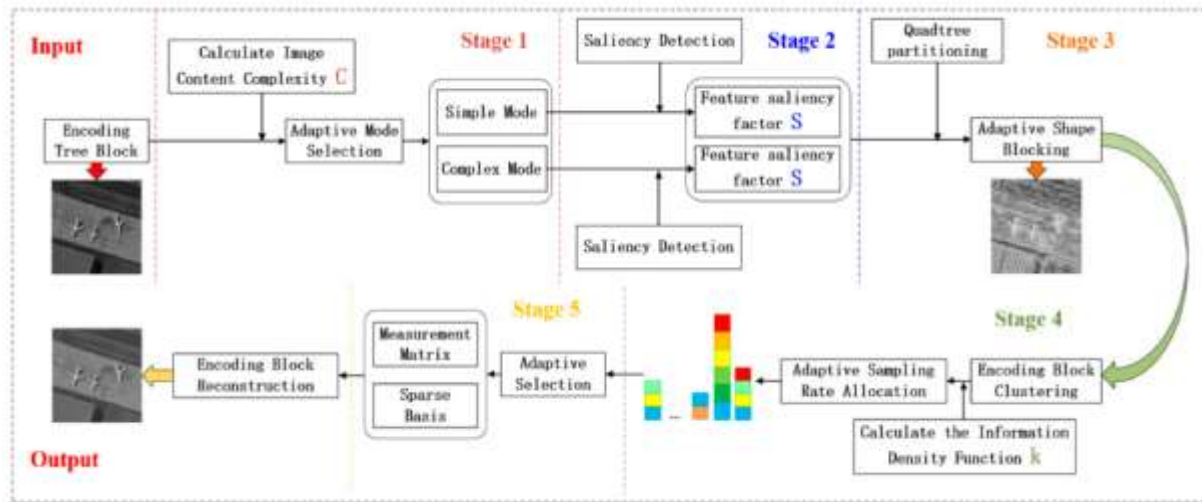 Input
Calculate Image
Content Complexity C
Stage 1
Saliency Detection
Stage 2
Quadtree
partitioning
Stage 3
Encoding
Tree Block
Adaptive Mode
Selection
Simple Mode
Complex Mode
Feature saliency
factor S
Feature saliency
factor S
Adaptive Shape
Blocking
Saliency Detection
Stage 4
Encoding Block
Clustering
Calculate the Information
Density Function k
Adaptive Sampling
Rate Allocation
...
Stage 5
Adaptive
Selection
Measurement
Matrix
Sparse
Basis
Encoding Block
Reconstruction
Output